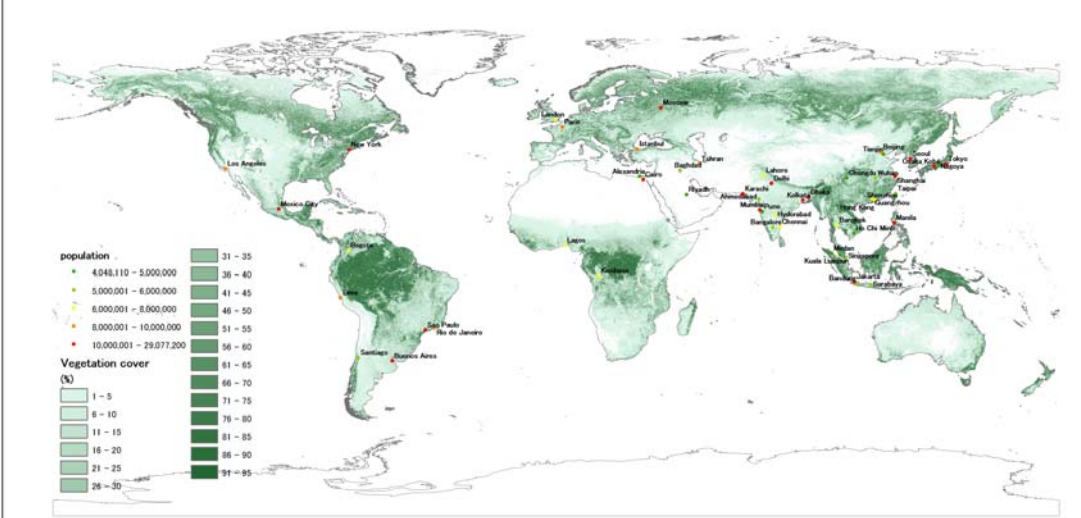 Moscow
London
Paris
New York
Istanbul
Los Angeles
Tehran
Baghdad
Alexandria
Cairo
Riyadh
Lahore
Delhi
Karachi
Ahmedabad
Kolkata
Dhaka
Mumbai
Pune
Hyderabad
Bangalore
Chennai
Tianjin
Beijing
Seoul
Osaka Kobe
Tokyo
Nagoya
Chengdu
Wuhan
Shanghai
Taipei
Shenzhen
Guangzhou
Hong Kong
Manila
Bangkok
Ho Chi Minh
Medan
Singapore
Kuala Lumpur
Jakarta
Bandung
Surabaya
Mexico City
Bogota
Lagos
Kinshasa
Lima
Sao Paulo
Rio de Janeiro
Santiago
Buenos Aires
population
4,048,110 - 5,000,000
5,000,001 - 6,000,000
6,000,001 - 8,000,000
8,000,001 - 10,000,000
10,000,001 - 29,077,200
Vegetation cover
(%)
1 - 5
6 - 10
11 - 15
16 - 20
21 - 25
26 - 30
31 - 35
36 - 40
41 - 45
46 - 50
51 - 55
56 - 60
61 - 65
66 - 70
71 - 75
76 - 80
81 - 85
86 - 90
91 - 95